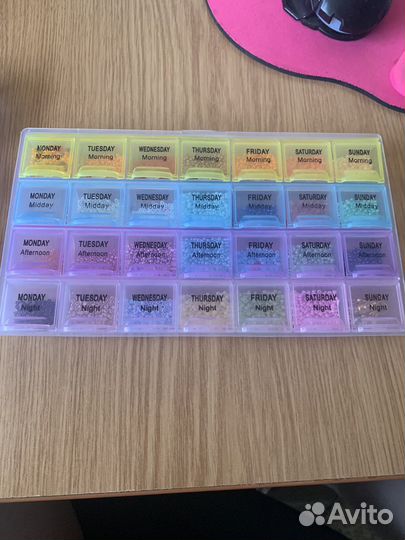 MONDAY TUESDAY WEDNESDAY THURSDAY FRIDAY SATURDAY SUNDAY
Morning Morning Morning Morning Morning Morning Morning
MONDAY TUESDAY WEDNESDAY THURSDAY FRIDAY SATURDAY SUNDAY
Midday Midday Midday Midday Midday Midday Midday
MONDAY TUESDAY WEDNESDAY THURSDAY FRIDAY SATURDAY SUNDAY
Afternoon Afternoon Afternoon Afternoon Afternoon Afternoon Afternoon
MONDAY TUESDAY WEDNESDAY THURSDAY FRIDAY SATURDAY SUNDAY
Night Night Night Night Night Night Night
Avito